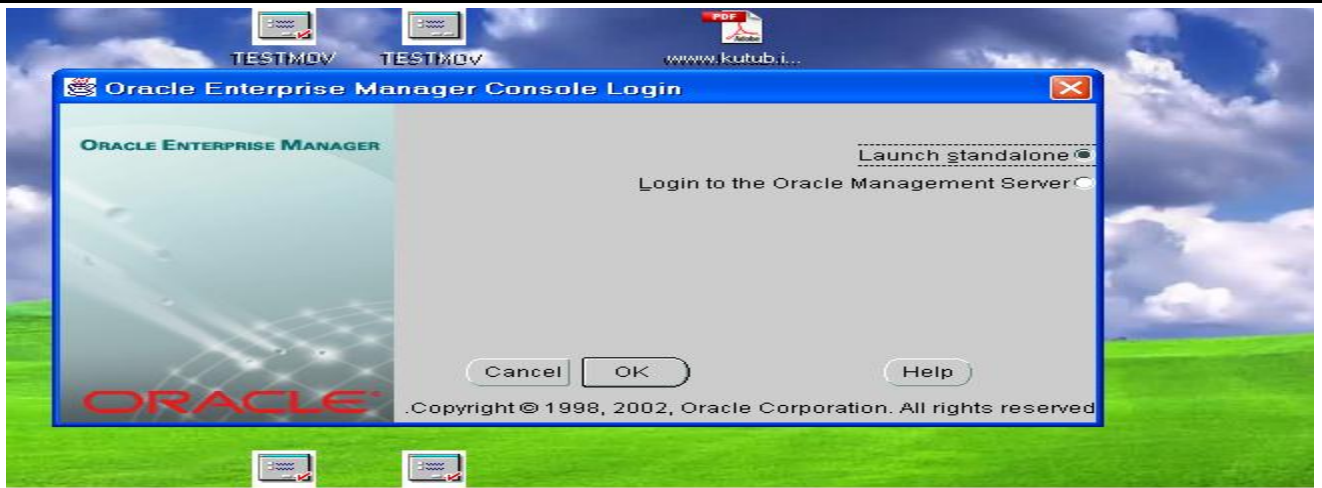 PDF
Adobe
TESTMOV TESTMOV www.kutub.i...
Oracle Enterprise Manager Console Login
ORACLE ENTERPRISE MANAGER
Launch standalone
Login to the Oracle Management Server
Cancel OK Help
ORACLE
.Copyright © 1998, 2002, Oracle Corporation. All rights reserved